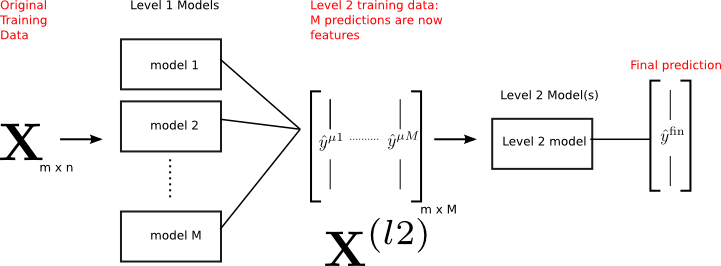 Original
Training
Data
Level 1 Models
Level 2 training data:
M predictions are now
features
Final prediction
model 1
Level 2 Model(s)
model 2
X
m x n
ŷ^{μ1} .......... ŷ^{μM}
Level 2 model
ŷ^{fin}
model M
m x M
X^{(l2)}